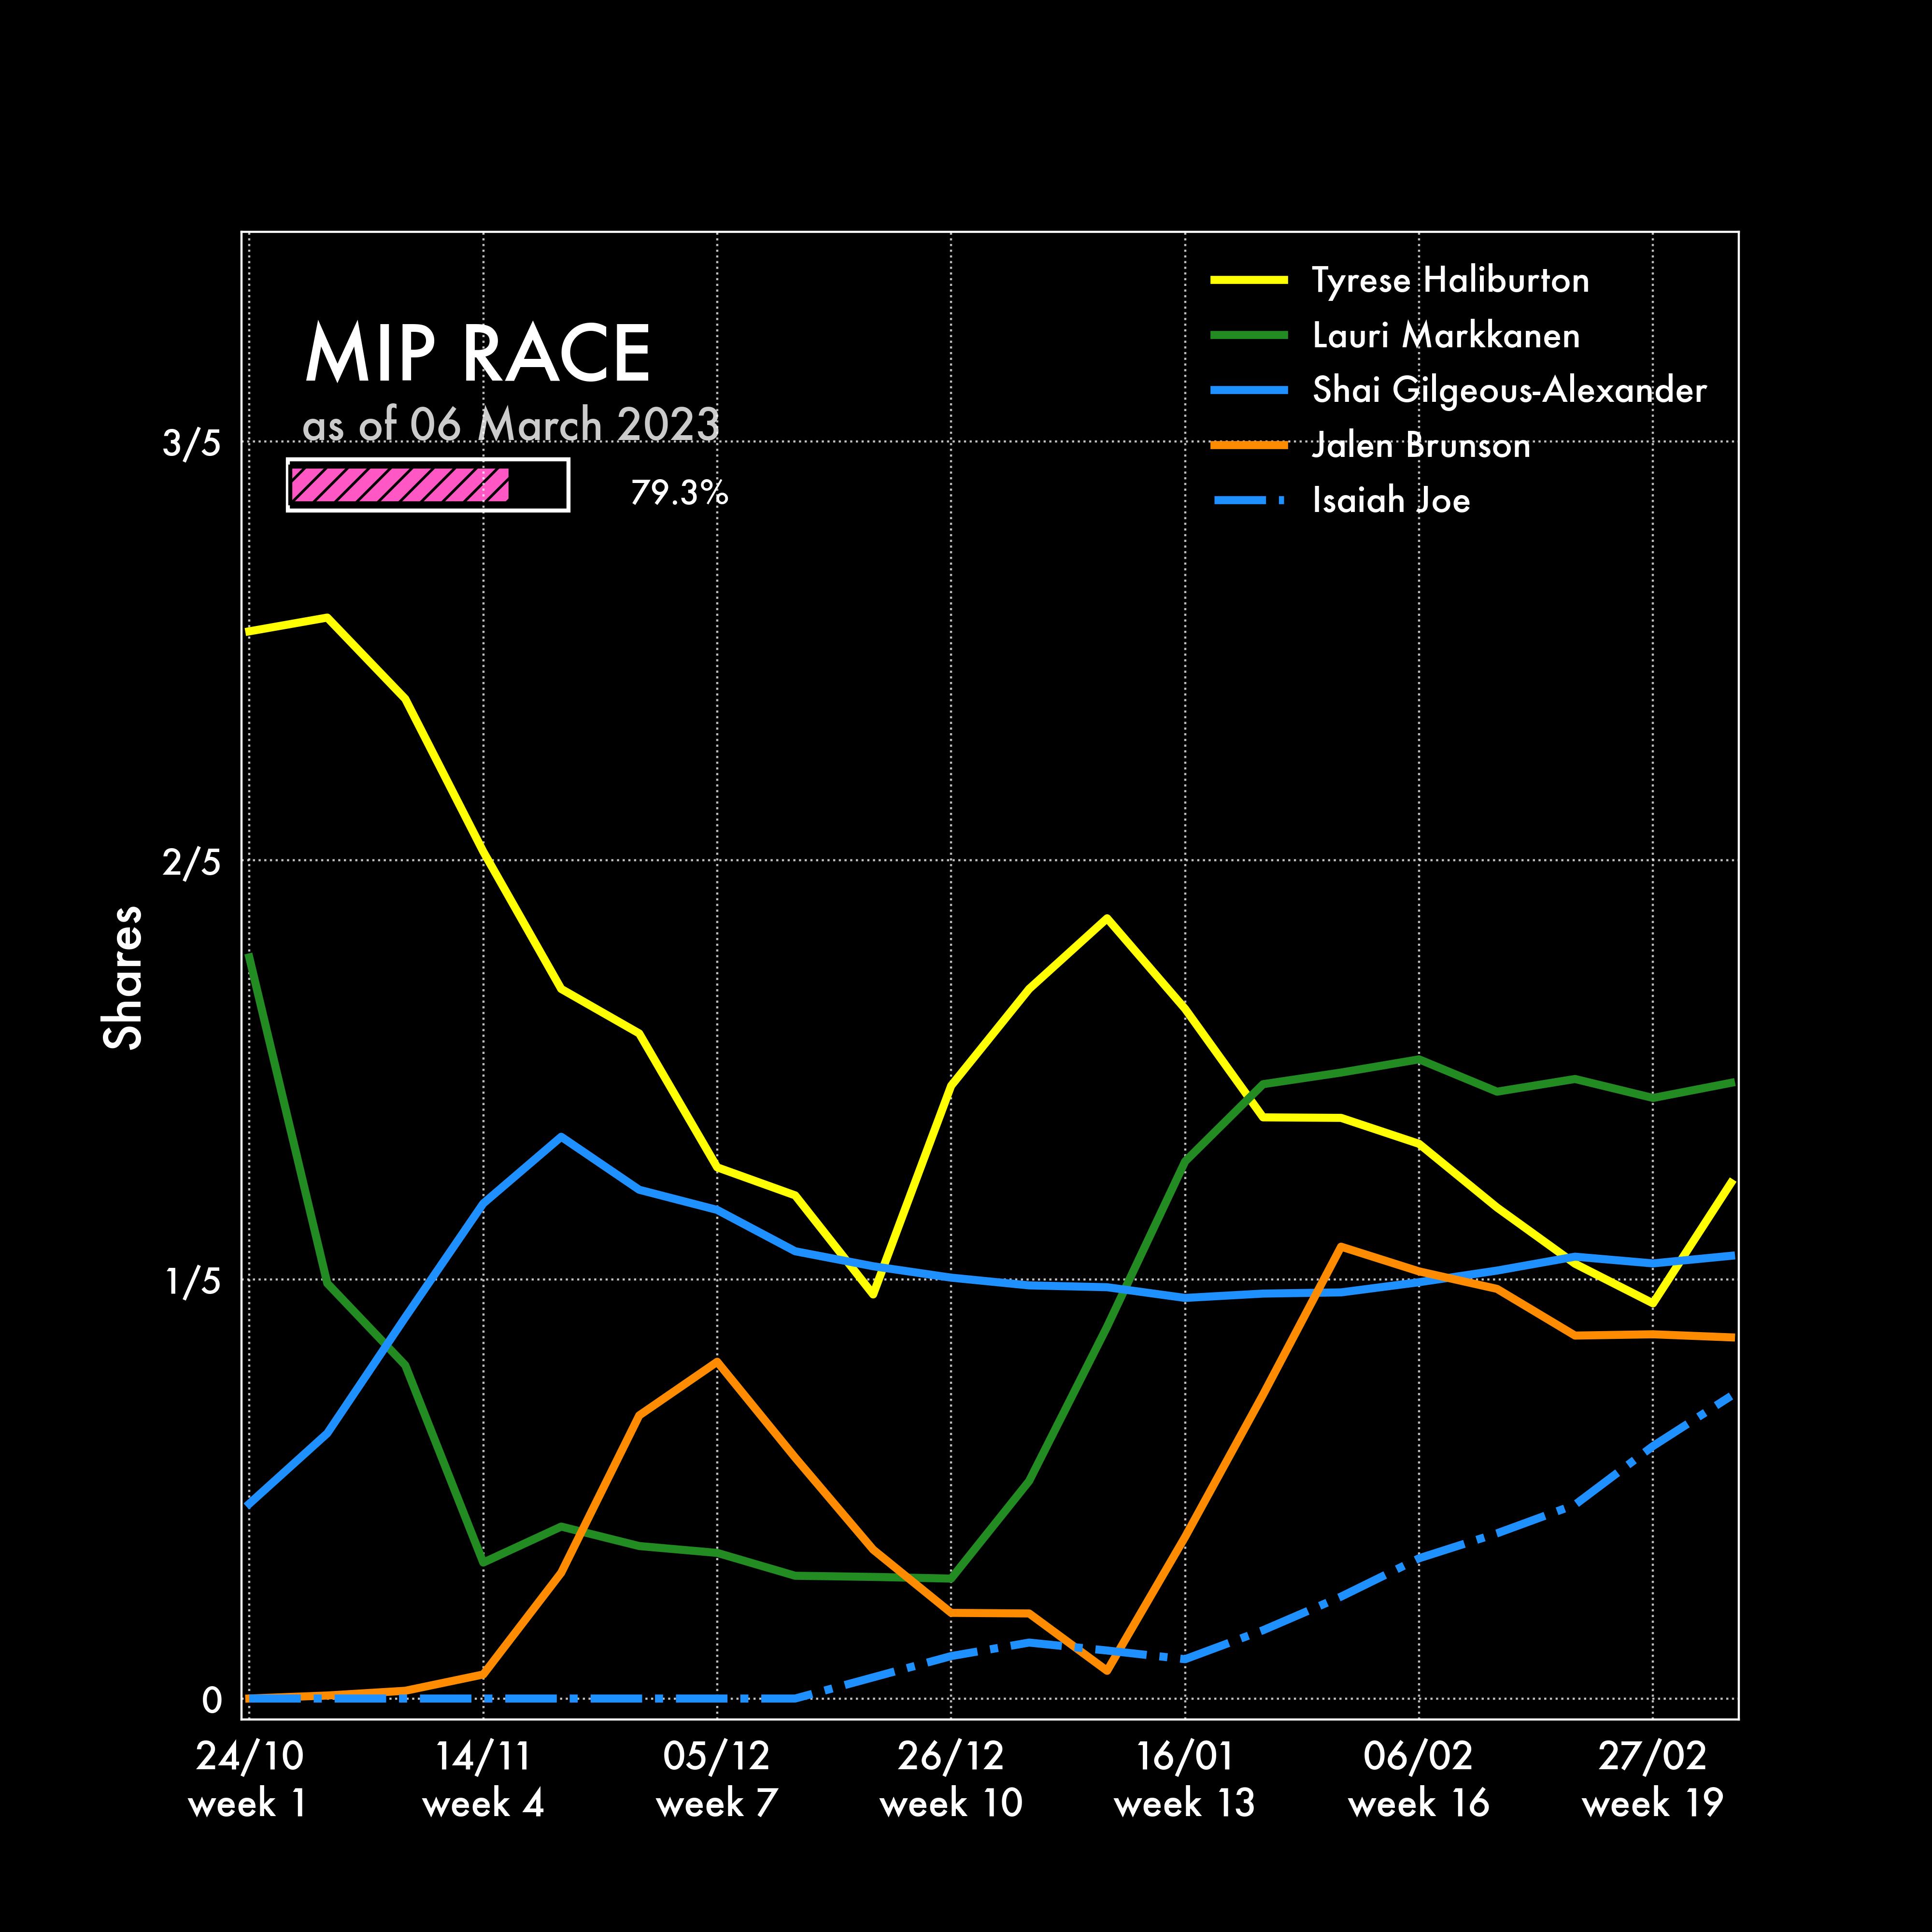 MIP RACE
as of 06 March 2023
79.3%
Tyrese Haliburton
Lauri Markkanen
Shai Gilgeous-Alexander
Jalen Brunson
Isaiah Joe
Shares
3/5
2/5
1/5
0
24/10
week 1
14/11
week 4
05/12
week 7
26/12
week 10
16/01
week 13
06/02
week 16
27/02
week 19